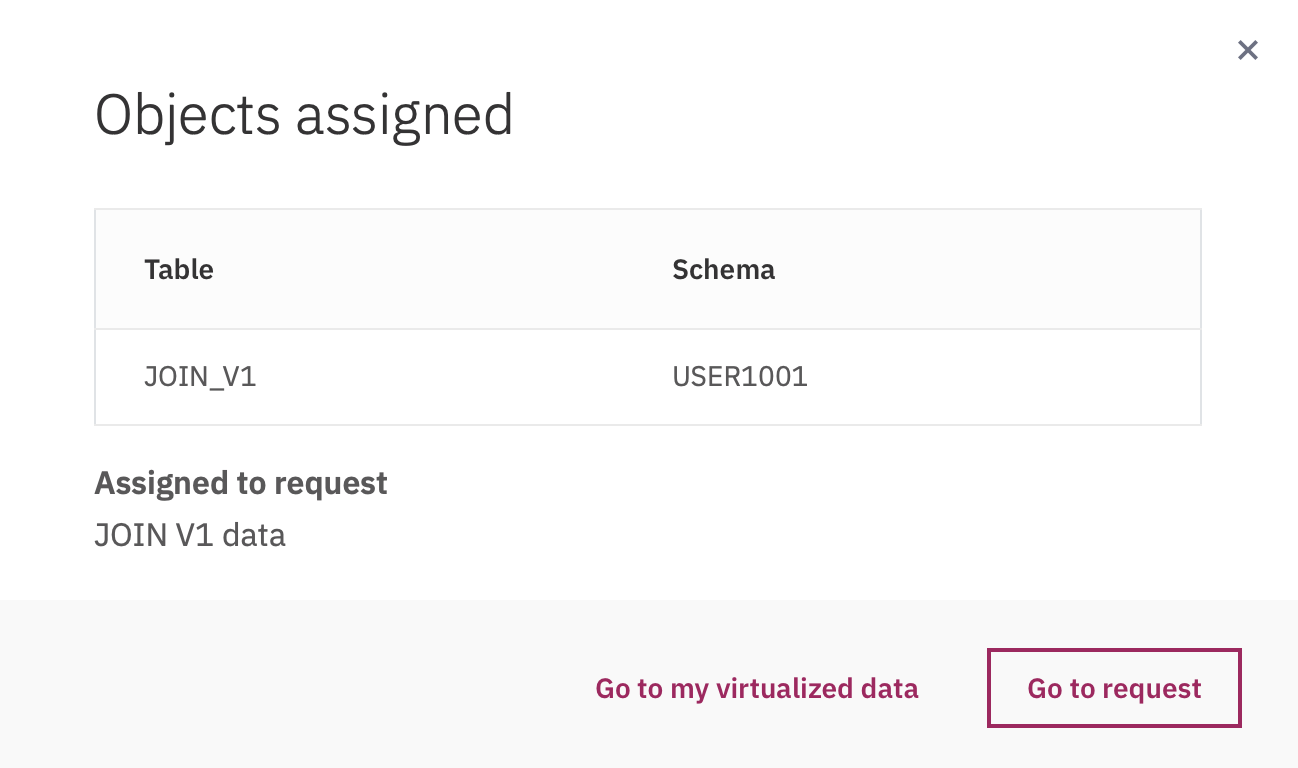 Objects assigned
Table Schema
JOIN_V1 USER1001
Assigned to request
JOIN V1 data
Go to my virtualized data Go to request